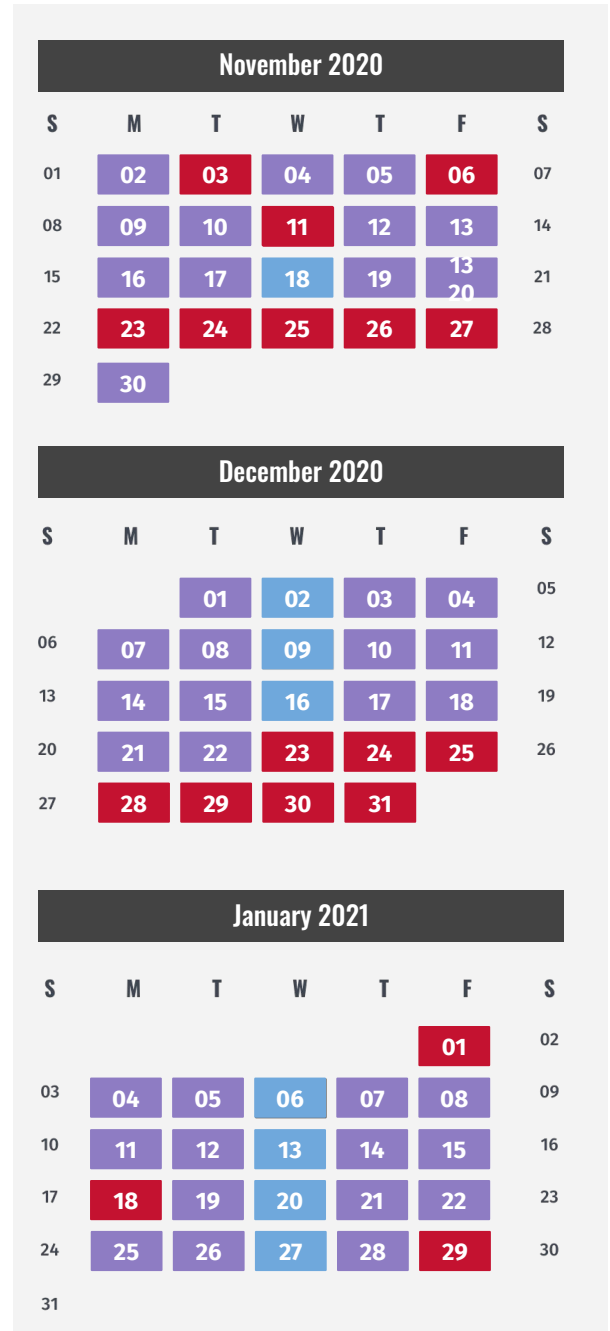 November 2020
S M T W T F S
01 02 03 04 05 06 07
08 09 10 11 12 13 14
15 16 17 18 19 13 20 21
22 23 24 25 26 27 28
29 30
December 2020
S M T W T F S
01 02 03 04 05
06 07 08 09 10 11 12
13 14 15 16 17 18 19
20 21 22 23 24 25 26
27 28 29 30 31
January 2021
S M T W T F S
01 02
03 04 05 06 07 08 09
10 11 12 13 14 15 16
17 18 19 20 21 22 23
24 25 26 27 28 29 30
31